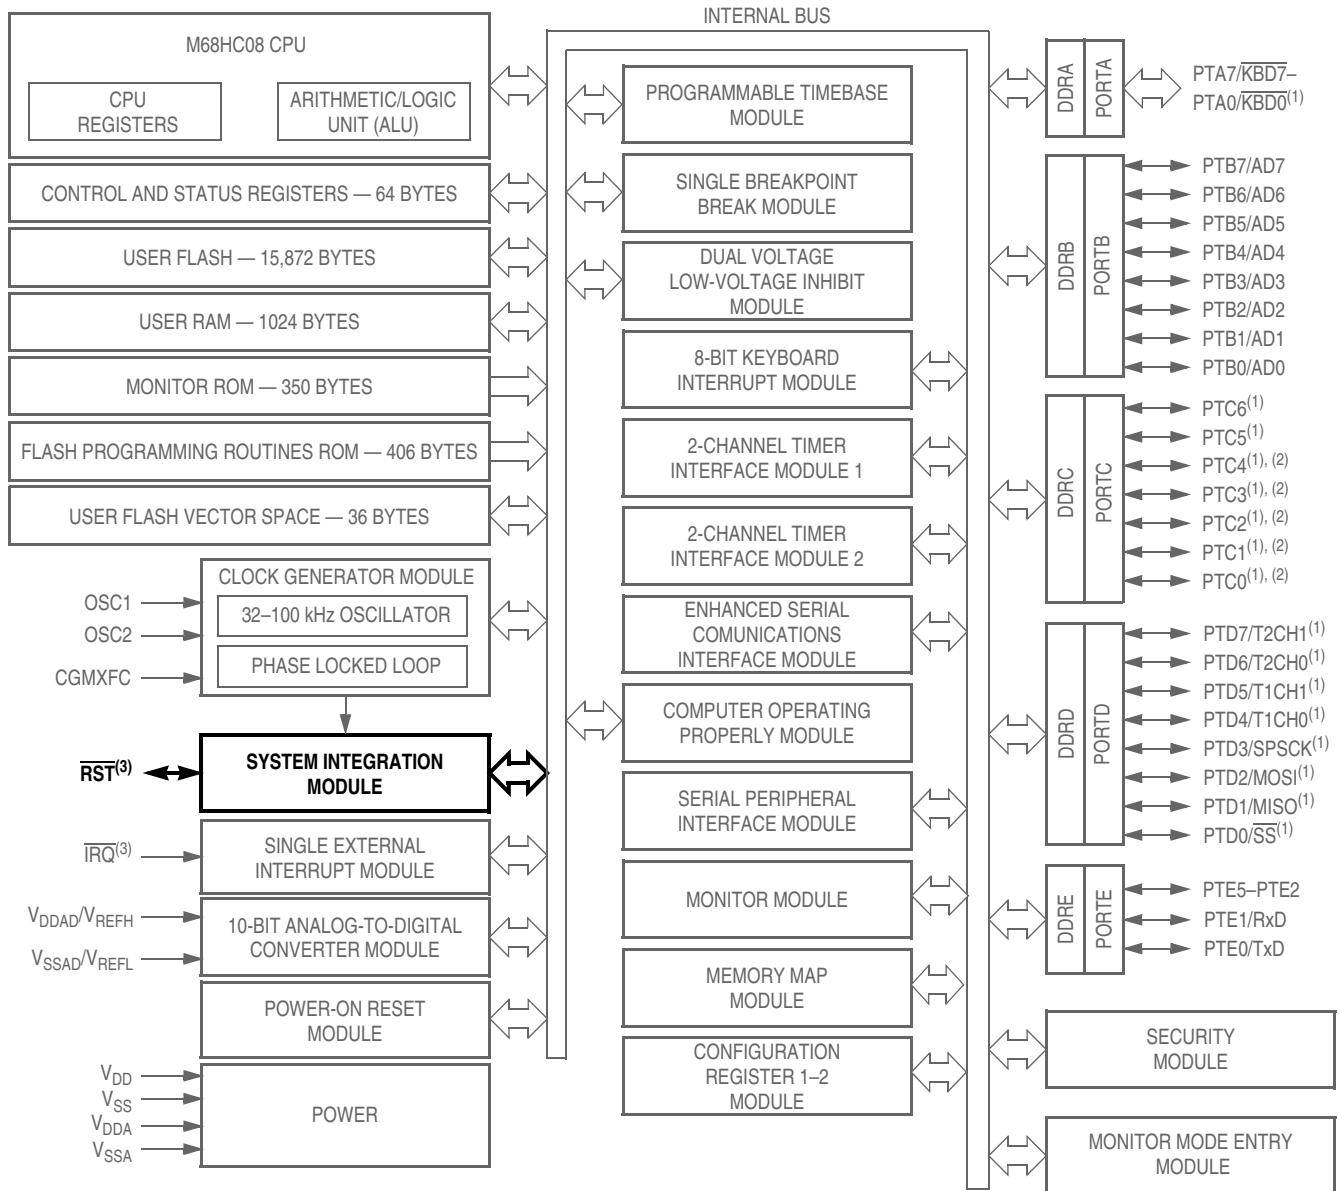 INTERNAL BUS
M68HC08 CPU
CPU
REGISTERS
ARITHMETIC/LOGIC
UNIT (ALU)
CONTROL AND STATUS REGISTERS — 64 BYTES
USER FLASH — 15,872 BYTES
USER RAM — 1024 BYTES
MONITOR ROM — 350 BYTES
FLASH PROGRAMMING ROUTINES ROM — 406 BYTES
USER FLASH VECTOR SPACE — 36 BYTES
CLOCK GENERATOR MODULE
32–100 kHz OSCILLATOR
PHASE LOCKED LOOP
OSC1
OSC2
CGMXFC
SYSTEM INTEGRATION
MODULE
RST(3)
SINGLE EXTERNAL
INTERRUPT MODULE
IRQ(3)
10-BIT ANALOG-TO-DIGITAL
CONVERTER MODULE
VDDAD/VREFH
VSSAD/VREFL
POWER-ON RESET
MODULE
POWER
VDD
VSS
VDDA
VSSA
PROGRAMMABLE TIMEBASE
MODULE
SINGLE BREAKPOINT
BREAK MODULE
DUAL VOLTAGE
LOW-VOLTAGE INHIBIT
MODULE
8-BIT KEYBOARD
INTERRUPT MODULE
2-CHANNEL TIMER
INTERFACE MODULE 1
2-CHANNEL TIMER
INTERFACE MODULE 2
ENHANCED SERIAL
COMUNICATIONS
INTERFACE MODULE
COMPUTER OPERATING
PROPERLY MODULE
SERIAL PERIPHERAL
INTERFACE MODULE
MONITOR MODULE
MEMORY MAP
MODULE
CONFIGURATION
REGISTER 1–2
MODULE
DDRA
PORTA
PTA7/KBD7–
PTA0/KBD0(1)
DDRB
PORTB
PTB7/AD7
PTB6/AD6
PTB5/AD5
PTB4/AD4
PTB3/AD3
PTB2/AD2
PTB1/AD1
PTB0/AD0
DDRC
PORTC
PTC6(1)
PTC5(1)
PTC4(1), (2)
PTC3(1), (2)
PTC2(1), (2)
PTC1(1), (2)
PTC0(1), (2)
DDRD
PORTD
PTD7/T2CH1(1)
PTD6/T2CH0(1)
PTD5/T1CH1(1)
PTD4/T1CH0(1)
PTD3/SPSCK(1)
PTD2/MOSI(1)
PTD1/MISO(1)
PTD0/SS(1)
DDRE
PORTE
PTE5–PTE2
PTE1/RxD
PTE0/TxD
SECURITY
MODULE
MONITOR MODE ENTRY
MODULE